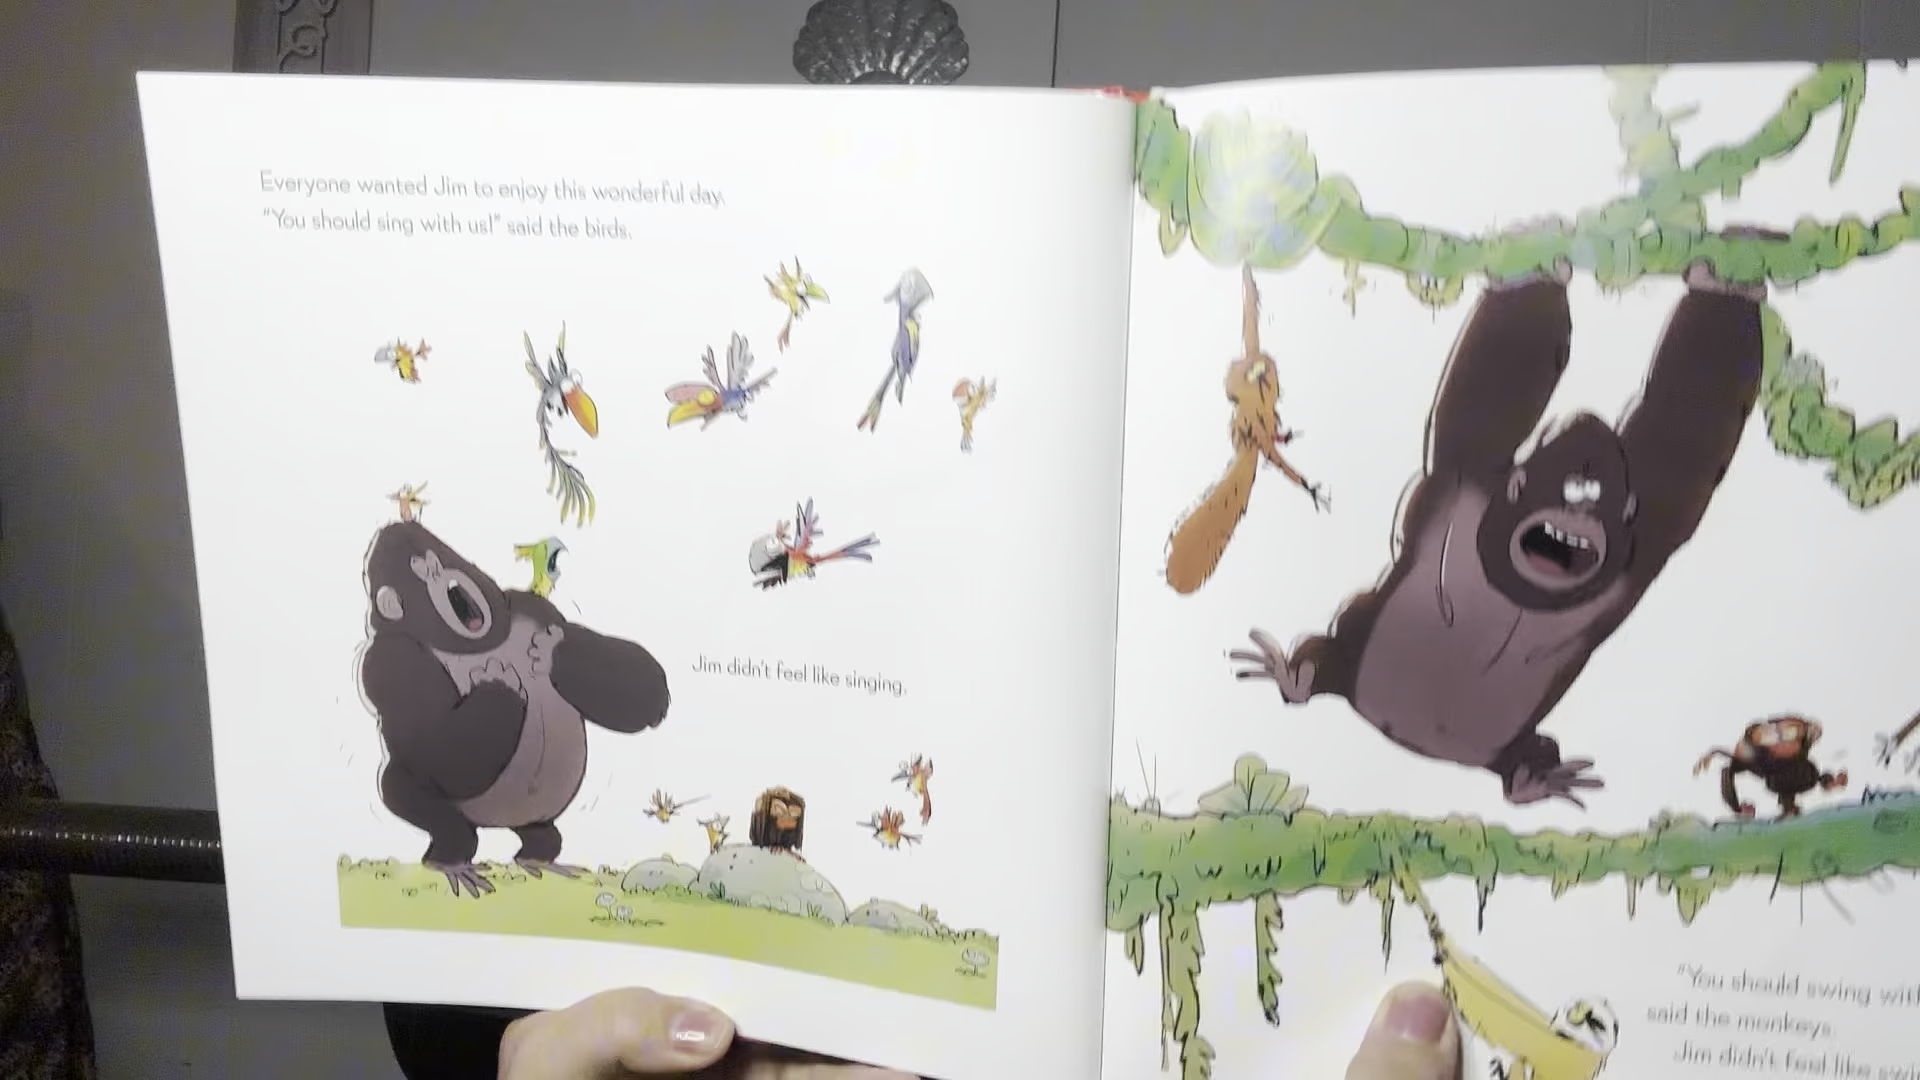 Everyone wanted Jim to enjoy this wonderful day.
"You should sing with us!" said the birds.
Jim didn't feel like singing.
"You should swing with
said the monkeys.
Jim didn't feel like